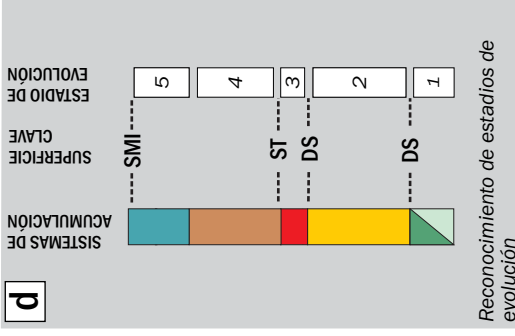 d
SISTEMAS DE
ACUMULACIÓN
SUPERFICIE
CLAVE
ESTADIO DE
EVOLUCIÓN
SMI
ST
DS
DS
5
4
3
2
1
Reconocimiento de estadios de
evolución